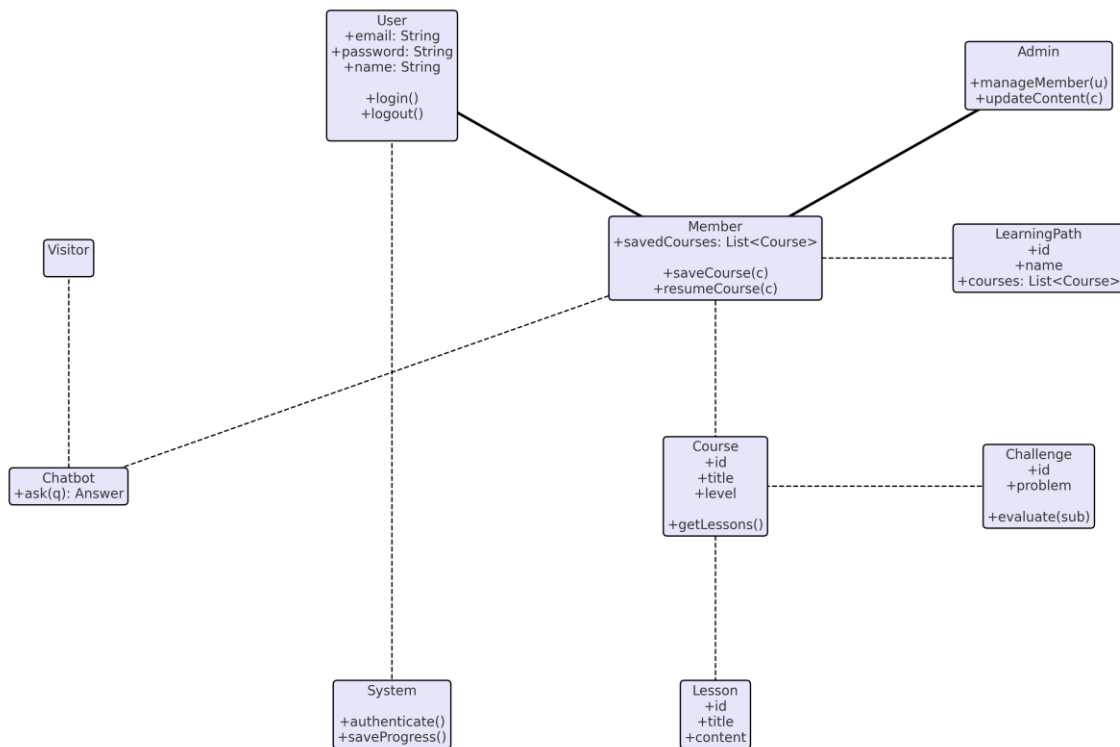 User
+email: String
+password: String
+name: String
+login()
+logout()
Admin
+manageMember(u)
+updateContent(c)
Visitor
Member
+savedCourses: List<Course>
+saveCourse(c)
+resumeCourse(c)
LearningPath
+id
+name
+courses: List<Course>
Chatbot
+ask(q): Answer
Course
+id
+title
+level
+getLessons()
Challenge
+id
+problem
+evaluate(sub)
System
+authenticate()
+saveProgress()
Lesson
+id
+title
+content